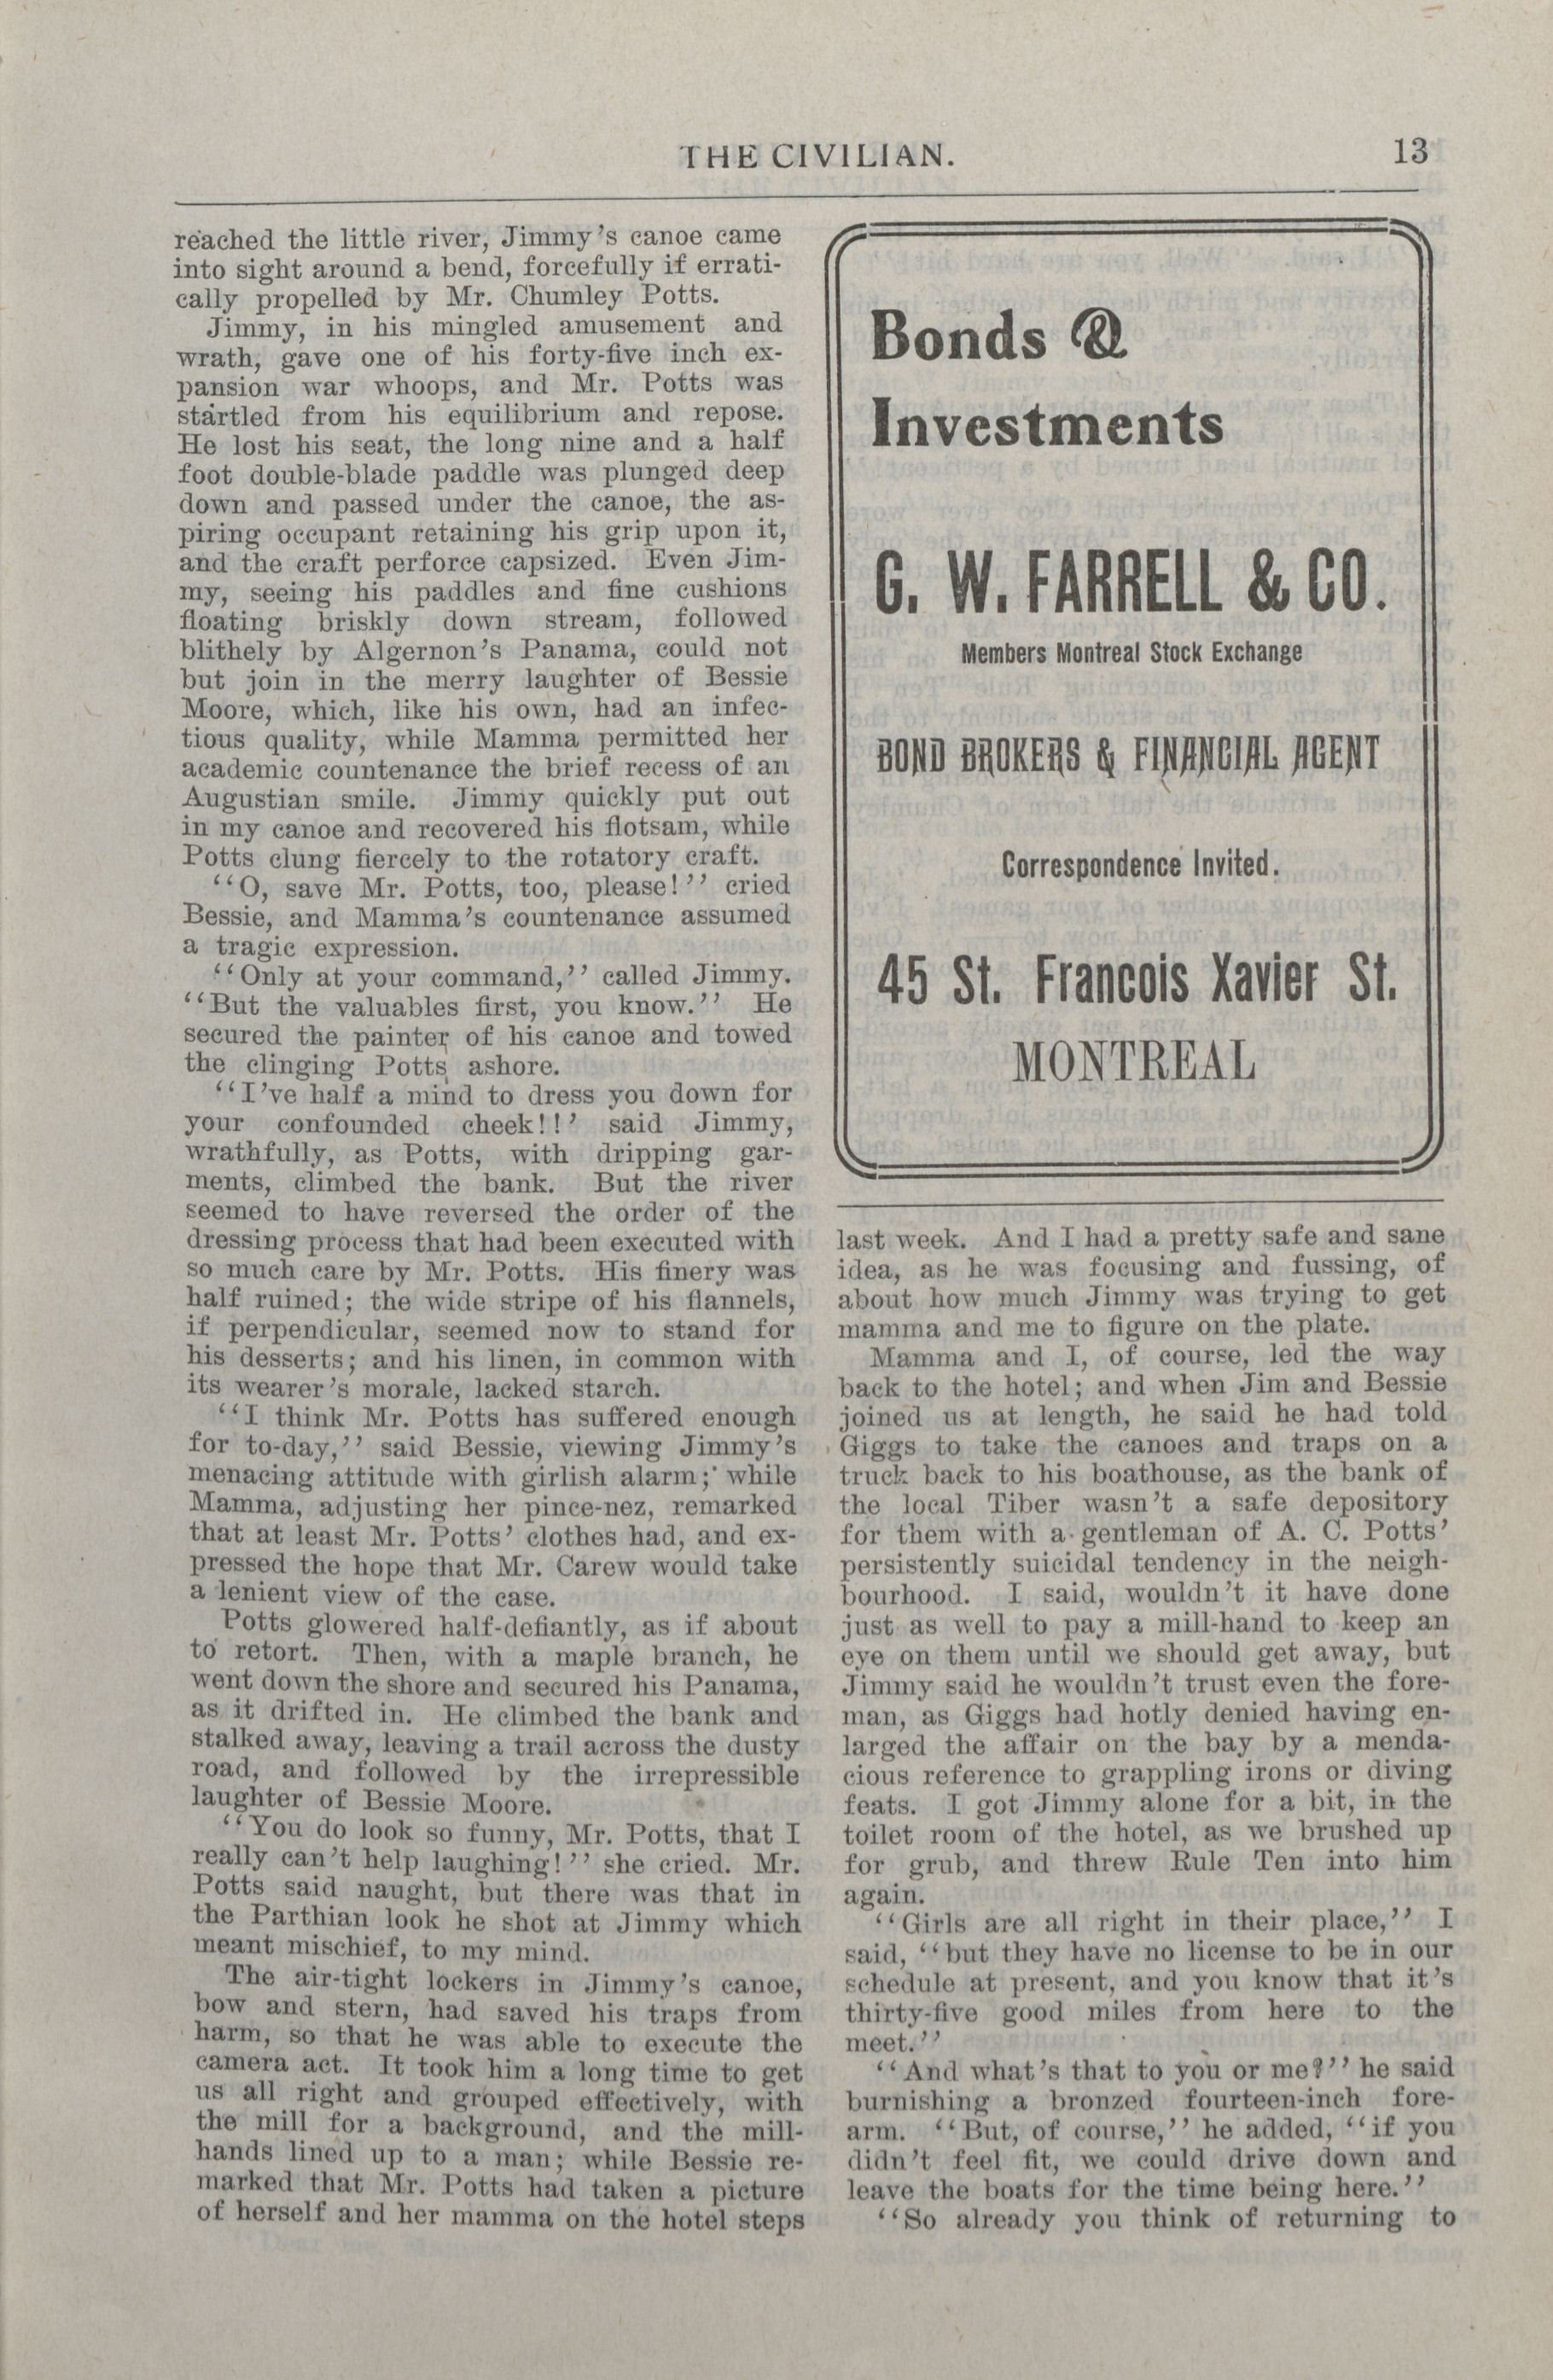 THE CIVILIAN.
13
reached the little river, Jimmy's canoe came
into sight around a bend, forcefully if errati-
cally propelled by Mr. Chumley Potts.
Jimmy, in his mingled amusement and
wrath, gave one of his forty-five inch ex-
pansion war whoops, and Mr. Potts was
startled from his equilibrium and repose.
He lost his seat, the long nine and a half
foot double-blade paddle was plunged deep
down and passed under the canoe, the as-
piring occupant retaining his grip upon it,
and the craft perforce capsized. Even Jim-
my, seeing his paddles and fine cushions
floating briskly down stream, followed
blithely by Algernon's Panama, could not
but join in the merry laughter of Bessie
Moore, which, like his own, had an infec-
tious quality, while Mamma permitted her
academic countenance the brief recess of an
Augustian smile. Jimmy quickly put out
in my canoe and recovered his flotsam, while
Potts clung fiercely to the rotatory craft.
"O, save Mr. Potts, too, please!" cried
Bessie, and Mamma's countenance assumed
a tragic expression.
"Only at your command," called Jimmy.
"But the valuables first, you know." He
secured the painter of his canoe and towed
the clinging Potts ashore.
"I've half a mind to dress you down for
your confounded cheek!!' said Jimmy,
wrathfully, as Potts, with dripping gar-
ments, climbed the bank. But the river
seemed to have reversed the order of the
dressing process that had been executed with
so much care by Mr. Potts. His finery was
half ruined; the wide stripe of his flannels,
if perpendicular, seemed now to stand for
his desserts; and his linen, in common with
its wearer's morale, lacked starch.
"I think Mr. Potts has suffered enough
for to-day," said Bessie, viewing Jimmy's
menacing attitude with girlish alarm; while
Mamma, adjusting her pince-nez, remarked
that at least Mr. Potts' clothes had, and ex-
pressed the hope that Mr. Carew would take
a lenient view of the case.
Potts glowered half-defiantly, as if about
to retort. Then, with a maple branch, he
went down the shore and secured his Panama,
as it drifted in. He climbed the bank and
stalked away, leaving a trail across the dusty
road, and followed by the irrepressible
laughter of Bessie Moore.
"You do look so funny, Mr. Potts, that I
really can't help laughing!" she cried. Mr.
Potts said naught, but there was that in
the Parthian look he shot at Jimmy which
meant mischief, to my mind.
The air-tight lockers in Jimmy's canoe,
bow and stern, had saved his traps from
harm, so that he was able to execute the
camera act. It took him a long time to get
us all right and grouped effectively, with
the mill for a background, and the mill-
hands lined up to a man; while Bessie re-
marked that Mr. Potts had taken a picture
of herself and her mamma on the hotel steps
Bonds &
Investments
G. W. FARRELL & CO.
Members Montreal Stock Exchange
BOND BROKERS & FINANCIAL AGENT
Correspondence Invited.
45 St. Francois Xavier St.
MONTREAL
last week. And I had a pretty safe and sane
idea, as he was focusing and fussing, of
about how much Jimmy was trying to get
mamma and me to figure on the plate.
Mamma and I, of course, led the way
back to the hotel; and when Jim and Bessie
joined us at length, he said he had told
Giggs to take the canoes and traps on a
truck back to his boathouse, as the bank of
the local Tiber wasn't a safe depository
for them with a gentleman of A. C. Potts'
persistently suicidal tendency in the neigh-
bourhood. I said, wouldn't it have done
just as well to pay a mill-hand to keep an
eye on them until we should get away, but
Jimmy said he wouldn't trust even the fore-
man, as Giggs had hotly denied having en-
larged the affair on the bay by a menda-
cious reference to grappling irons or diving
feats. I got Jimmy alone for a bit, in the
toilet room of the hotel, as we brushed up
for grub, and threw Rule Ten into him
again.
"Girls are all right in their place," I
said, "but they have no license to be in our
schedule at present, and you know that it's
thirty-five good miles from here to the
meet."
"And what's that to you or me?" he said
burnishing a bronzed fourteen-inch fore-
arm. "But, of course," he added, "if you
didn't feel fit, we could drive down and
leave the boats for the time being here."
"So already you think of returning to